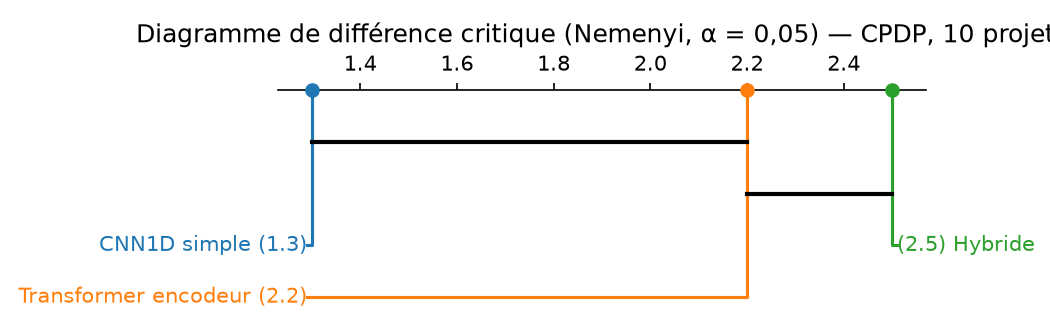 Diagramme de différence critique (Nemenyi, α = 0,05) — CPDP, 10 projet
1.4 1.6 1.8 2.0 2.2 2.4
CNN1D simple (1.3)
(2.5) Hybride
Transformer encodeur (2.2)